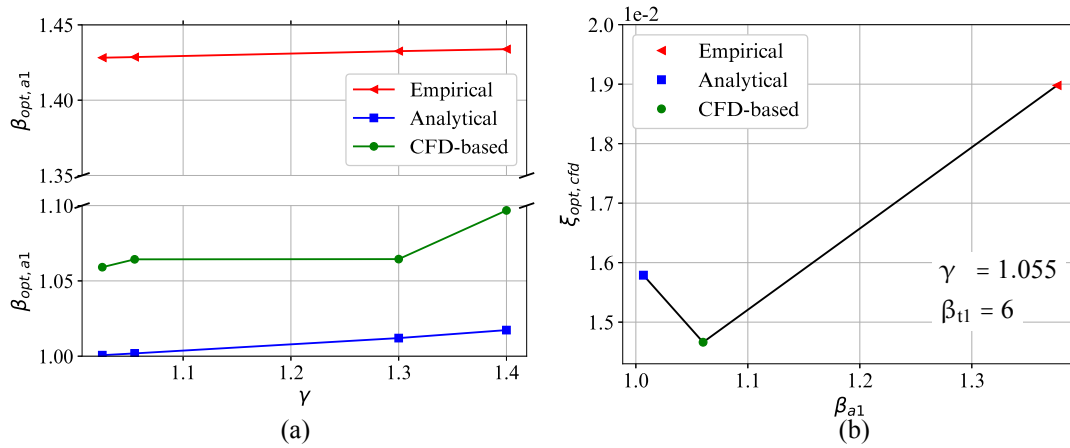 1.45
1.40
1.35
β_opt,a1
Empirical
Analytical
CFD-based
1.10
1.05
1.00
β_opt,a1
1.1 1.2 1.3 1.4
γ
(a)
1e-2
2.0
1.9
1.8
1.7
1.6
1.5
ξ_opt,cfd
Empirical
Analytical
CFD-based
γ = 1.055
β_t1 = 6
1.0 1.1 1.2 1.3
β_a1
(b)